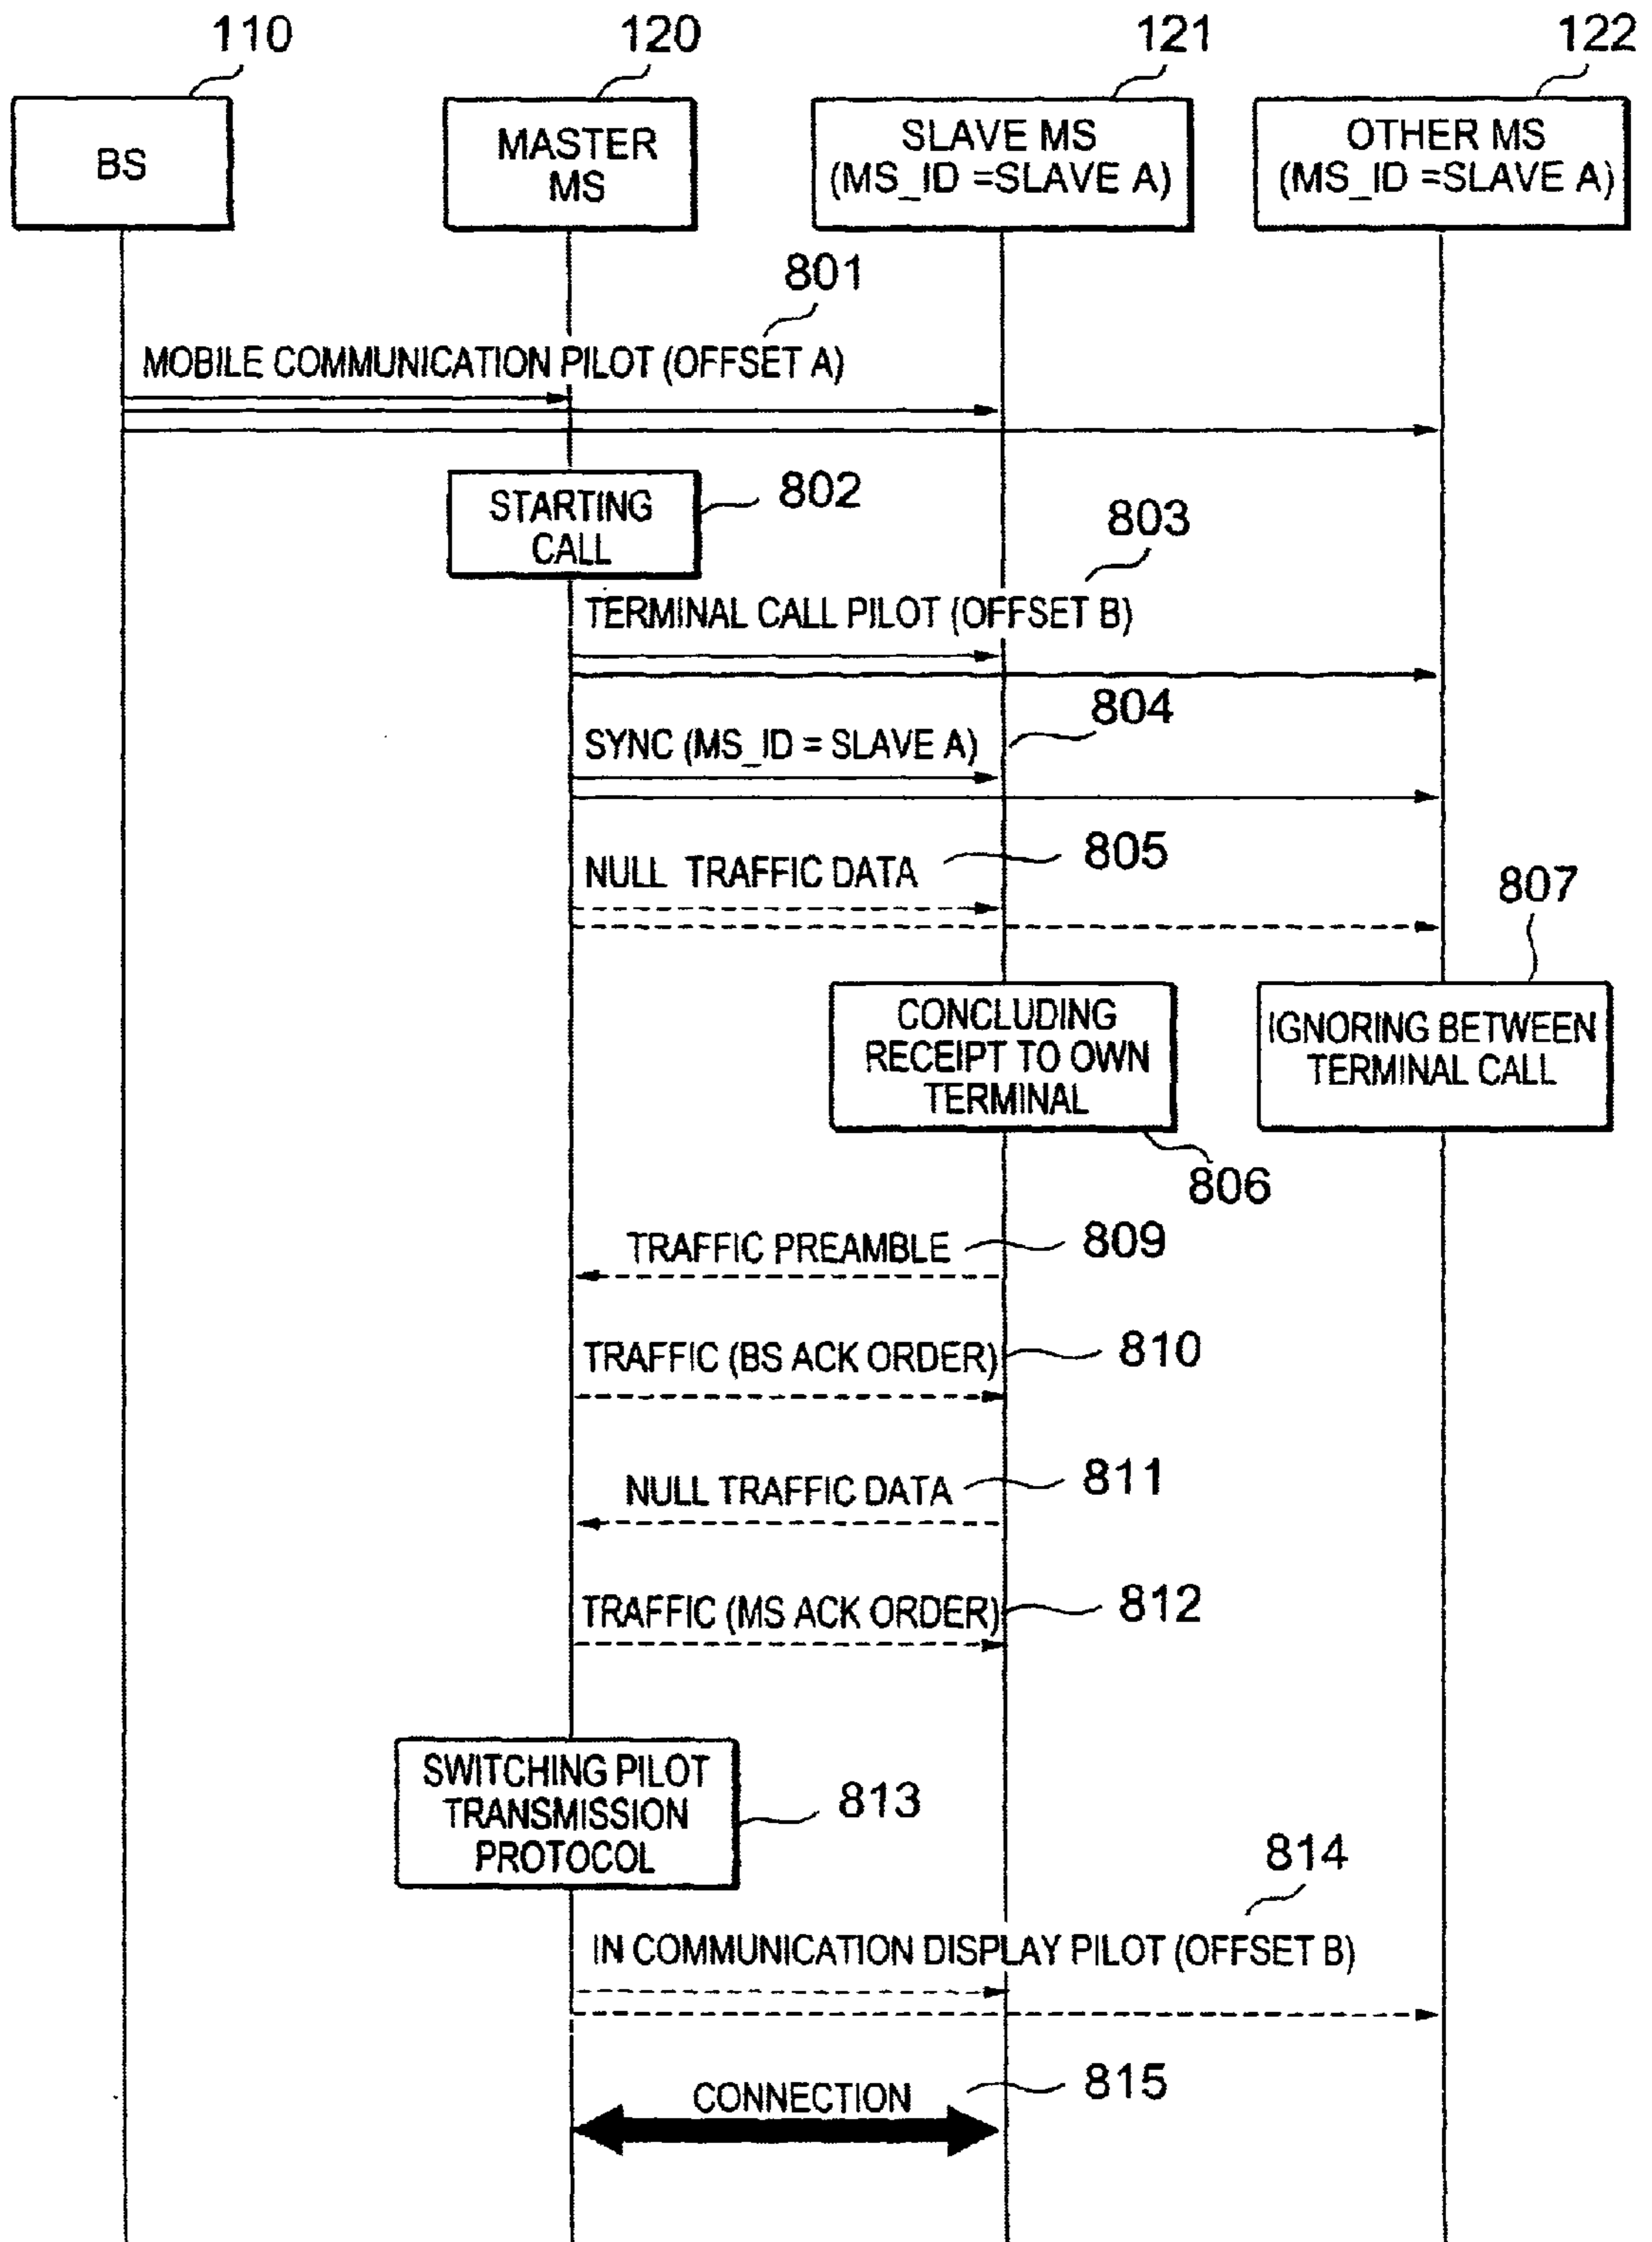 110
120
121
122
BS
MASTER
MS
SLAVE MS
(MS_ID =SLAVE A)
OTHER MS
(MS_ID =SLAVE A)
801
MOBILE COMMUNICATION PILOT (OFFSET A)
STARTING
CALL
802
803
TERMINAL CALL PILOT (OFFSET B)
804
SYNC (MS_ID = SLAVE A)
NULL TRAFFIC DATA
805
807
CONCLUDING
RECEIPT TO OWN
TERMINAL
IGNORING BETWEEN
TERMINAL CALL
806
TRAFFIC PREAMBLE
809
TRAFFIC (BS ACK ORDER)
810
NULL TRAFFIC DATA
811
TRAFFIC (MS ACK ORDER)
812
SWITCHING PILOT
TRANSMISSION
PROTOCOL
813
814
IN COMMUNICATION DISPLAY PILOT (OFFSET B)
CONNECTION
815